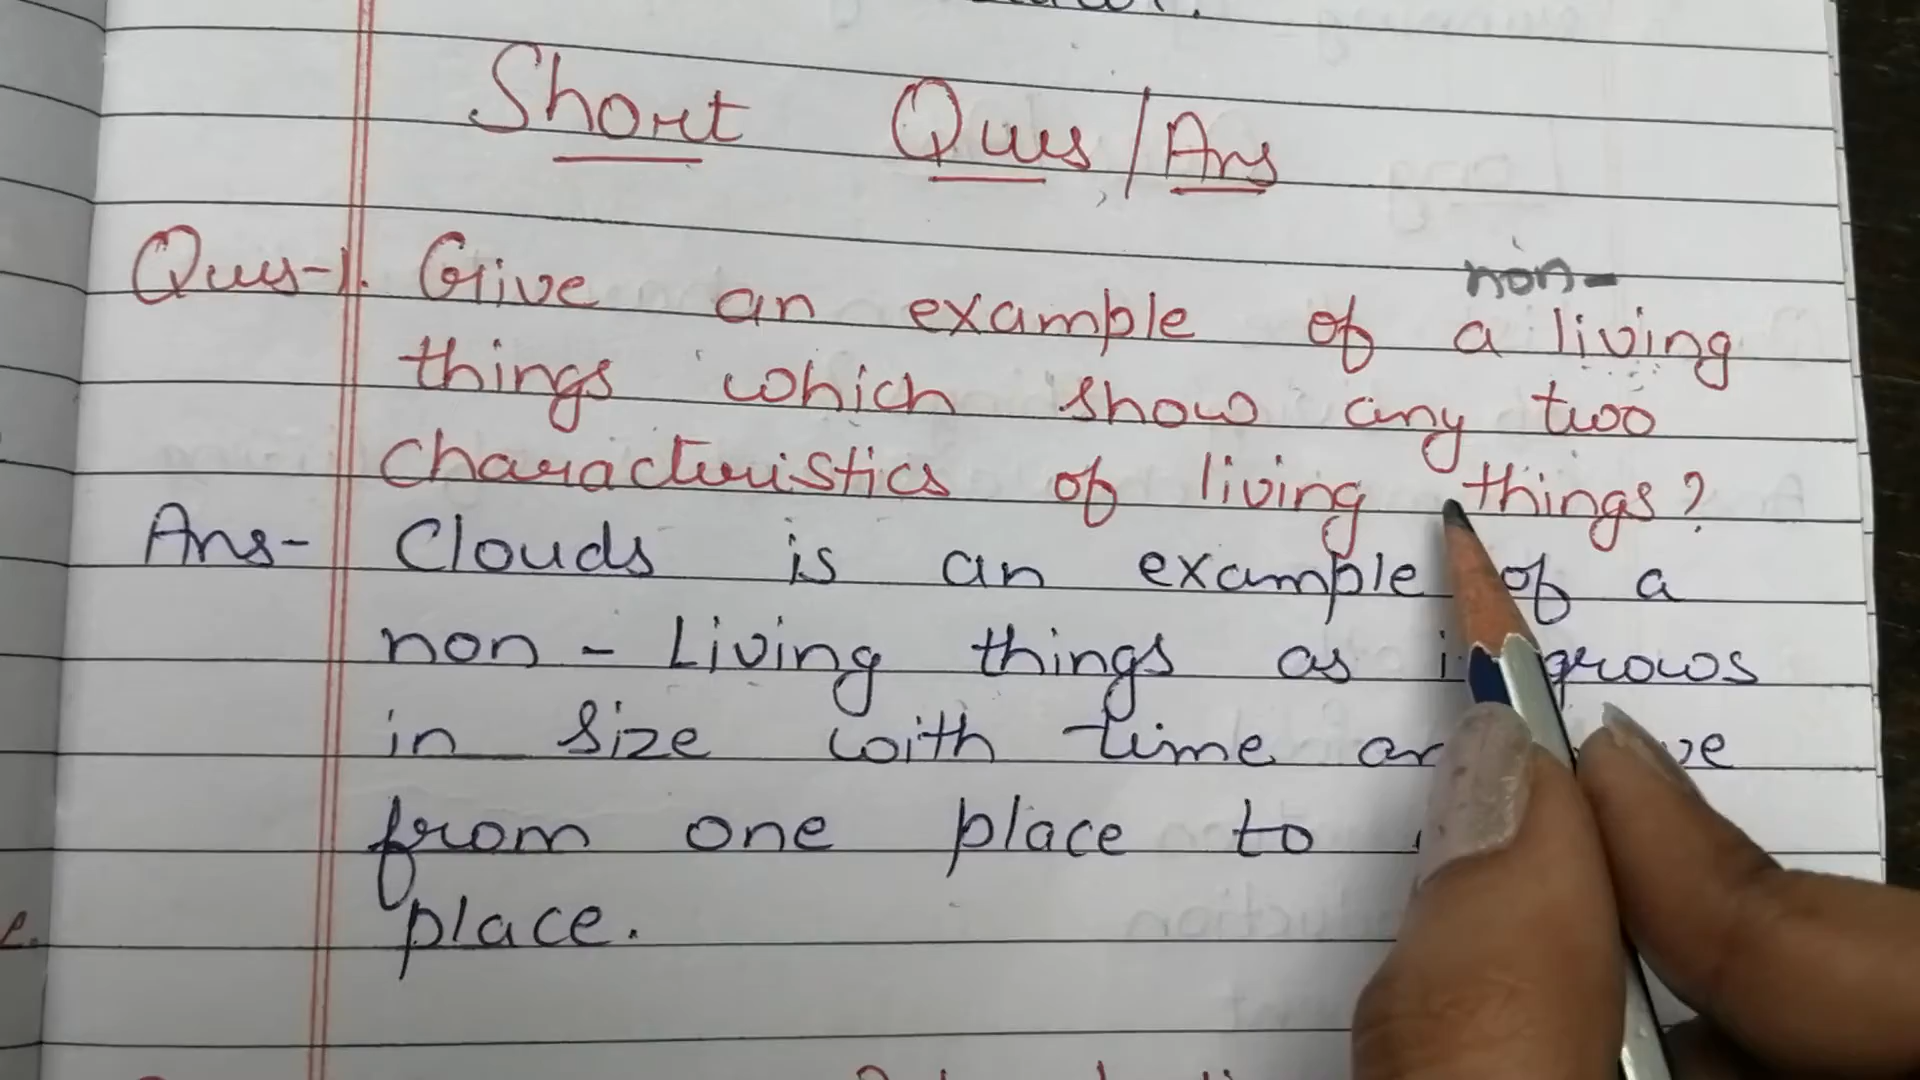 Short Ques/Ans
non-
Ques-1. Give an example of a living
things which show any two
characteristics of living things?
Ans- Clouds is an example of a
non-Living things as grows
in size with time
from one place to
place.